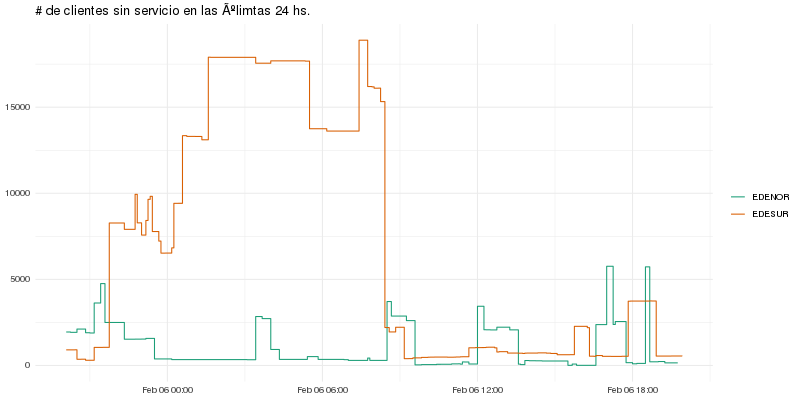 # de clientes sin servicio en las Ãºlimtas 24 hs.
15000
10000
5000
0
Feb 06 00:00
Feb 06 06:00
Feb 06 12:00
Feb 06 18:00
EDENOR
EDESUR